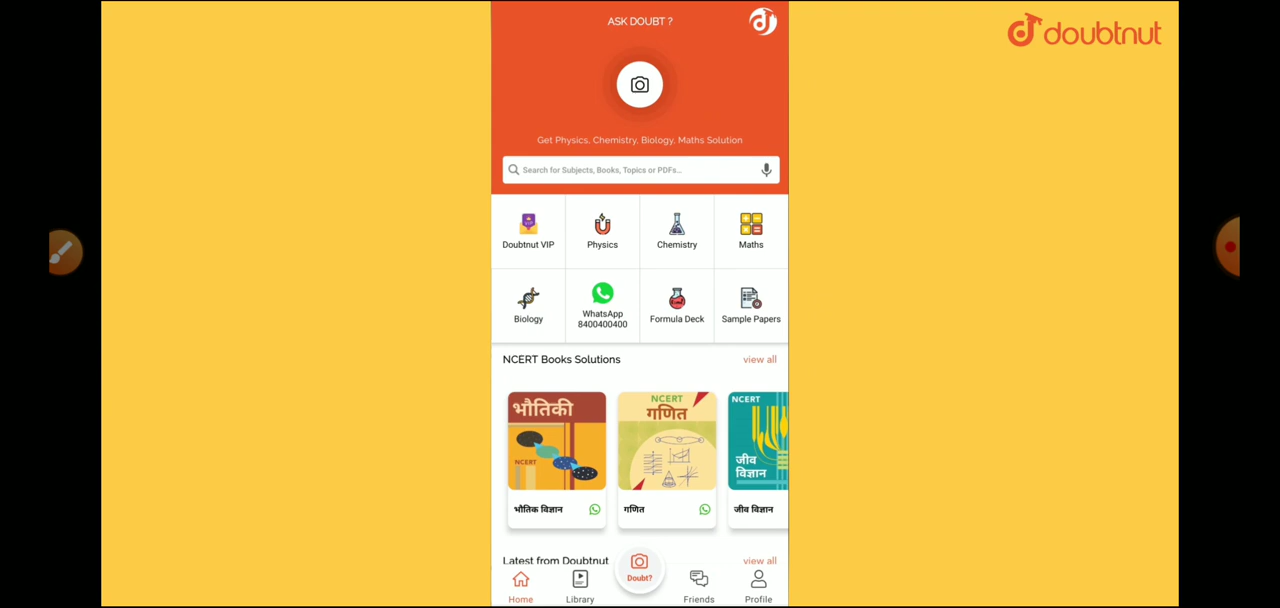 ASK DOUBT ?
doubtnut
Get Physics, Chemistry, Biology, Maths Solution
Search for Subjects, Books, Topics or PDFs...
Doubtnut VIP
Physics
Chemistry
Maths
Biology
WhatsApp
8400400400
Formula Deck
Sample Papers
NCERT Books Solutions
view all
भौतिकी
NCERT
NCERT
गणित
NCERT
जीव
विज्ञान
भौतिक विज्ञान
गणित
जीव विज्ञान
Latest from Doubtnut
view all
Doubt?
Home
Library
Friends
Profile